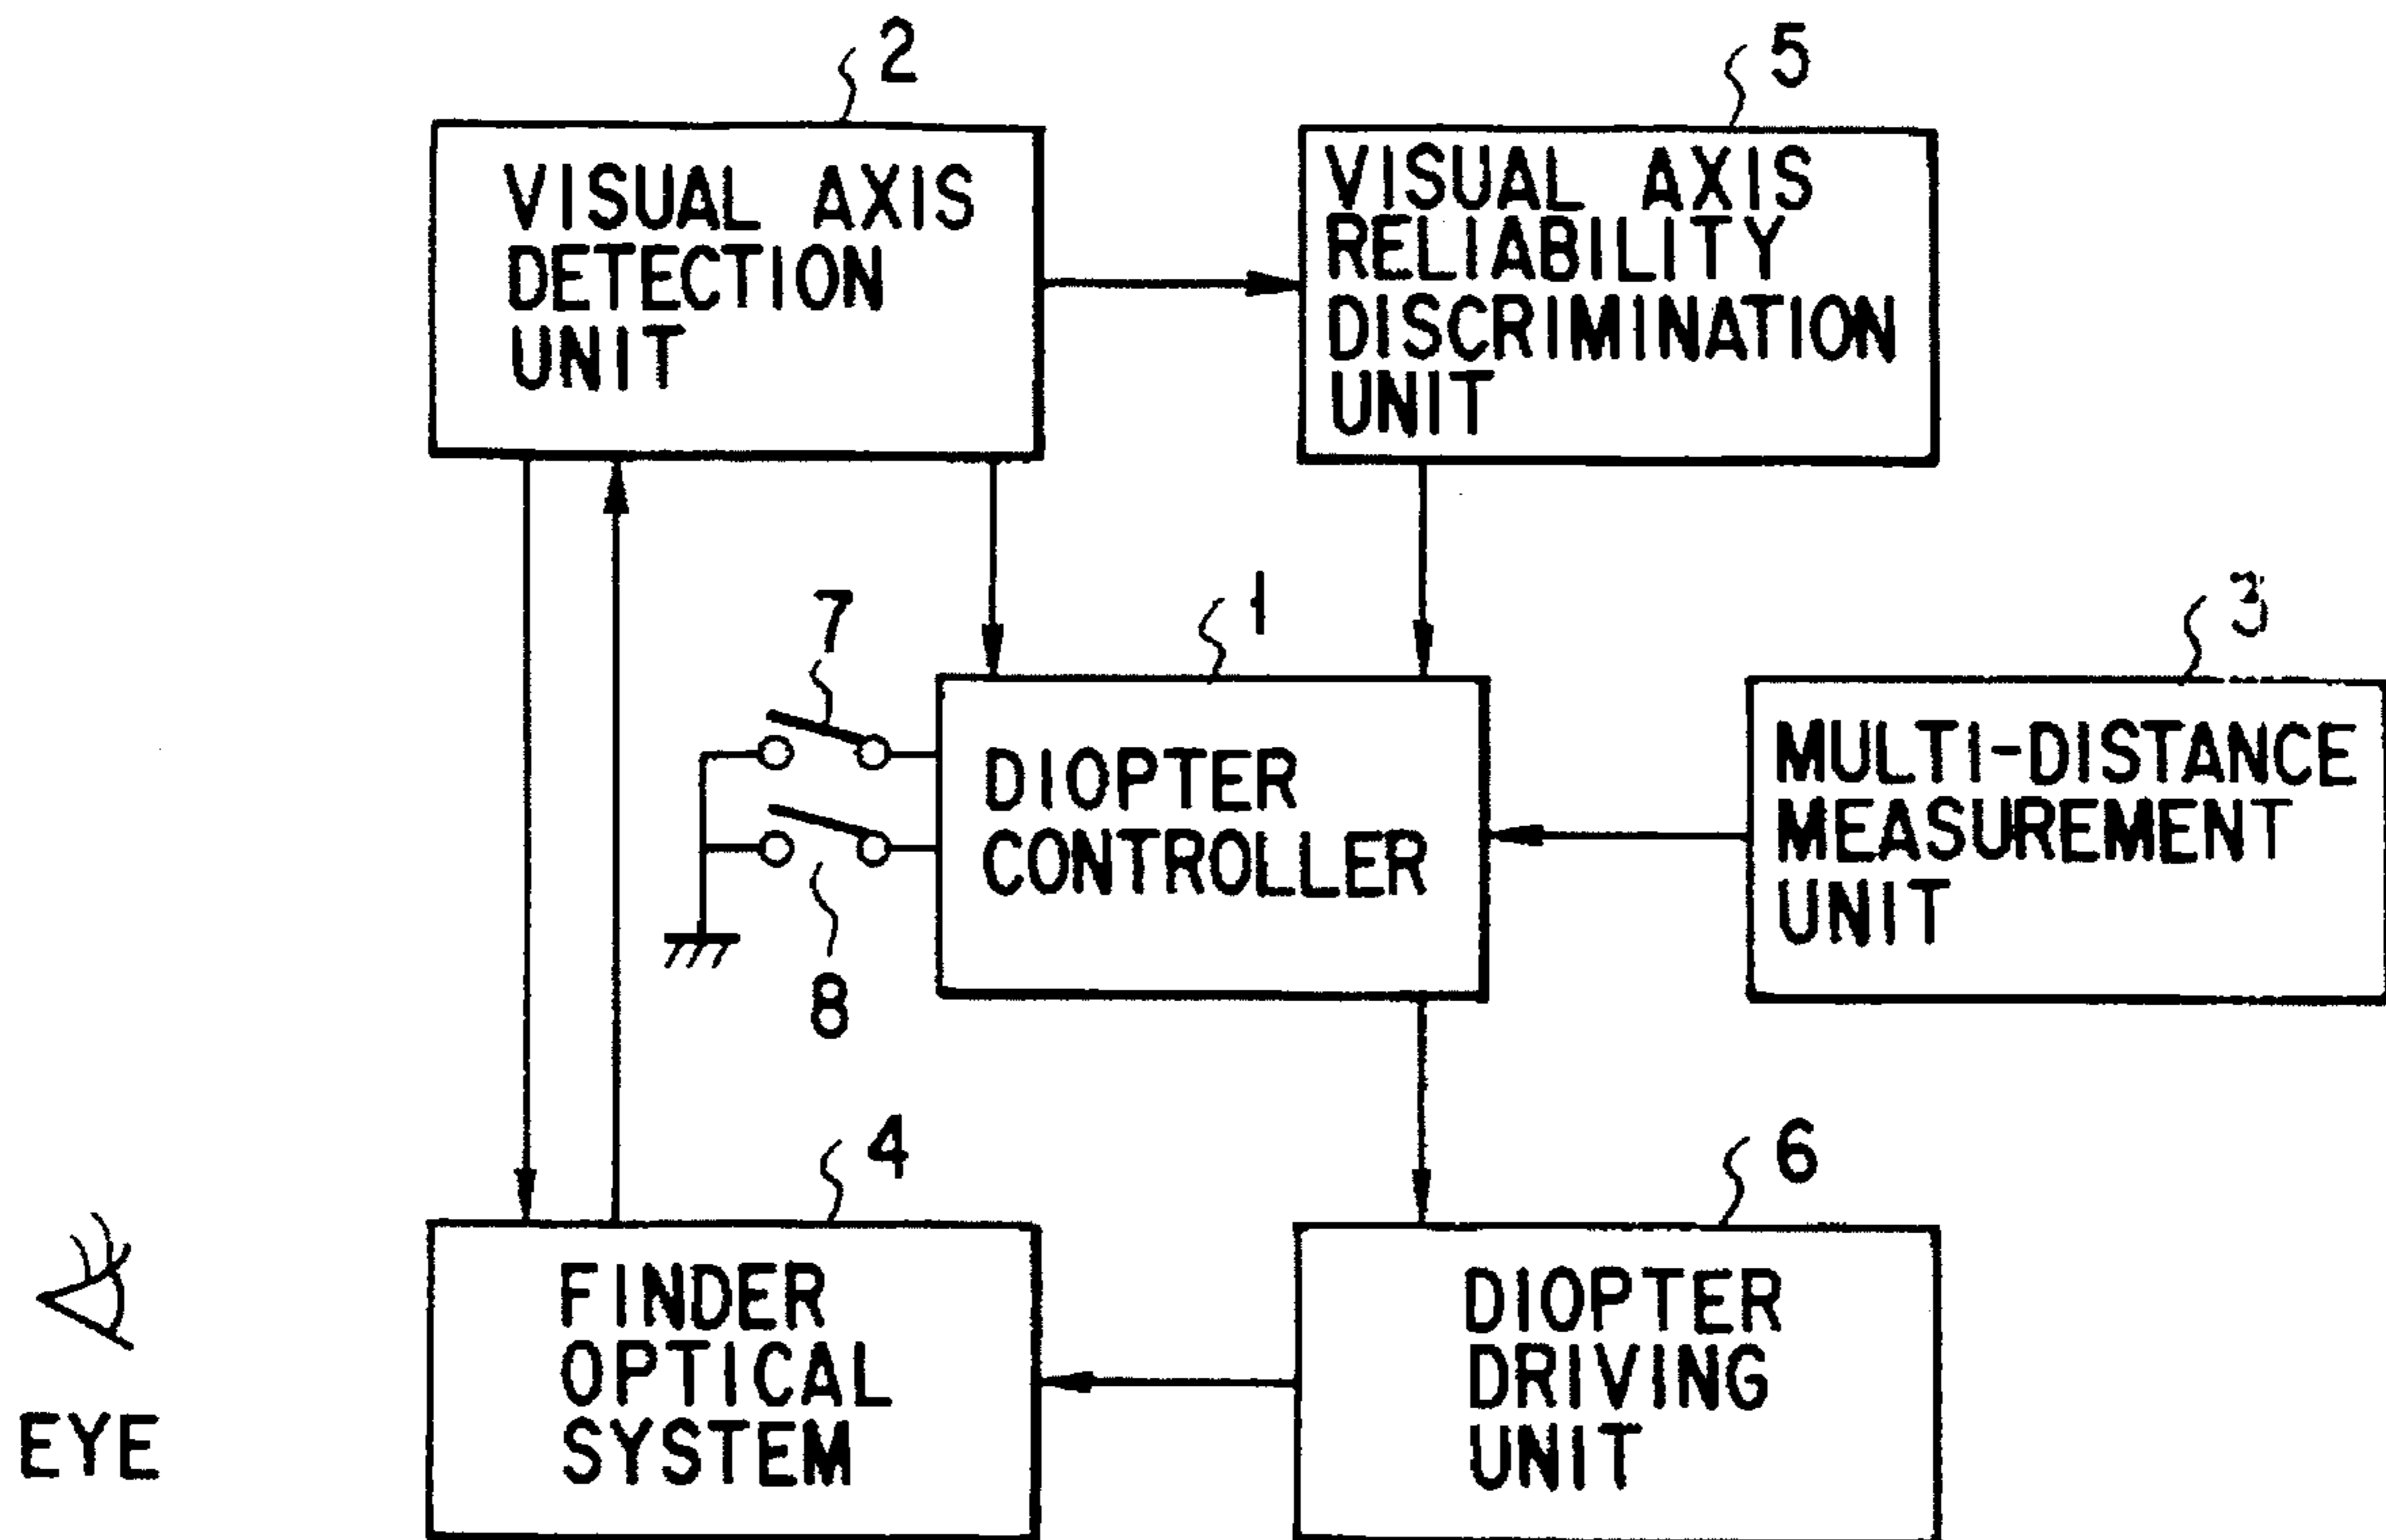 2
5
VISUAL AXIS
DETECTION
UNIT
VISUAL AXIS
RELIABILITY
DISCRIMINATION
UNIT
7
1
3
DIOPTER
CONTROLLER
MULTI-DISTANCE
MEASUREMENT
UNIT
8
4
6
EYE
FINDER
OPTICAL
SYSTEM
DIOPTER
DRIVING
UNIT